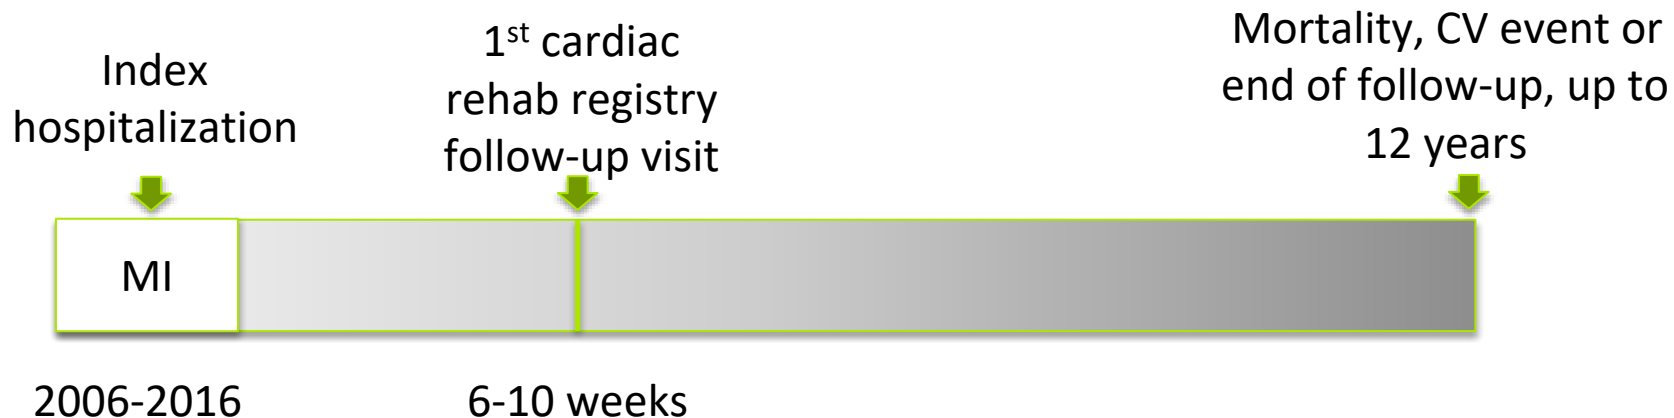 Index
hospitalization
1st cardiac
rehab registry
follow-up visit
Mortality, CV event or
end of follow-up, up to
12 years
MI
2006-2016
6-10 weeks